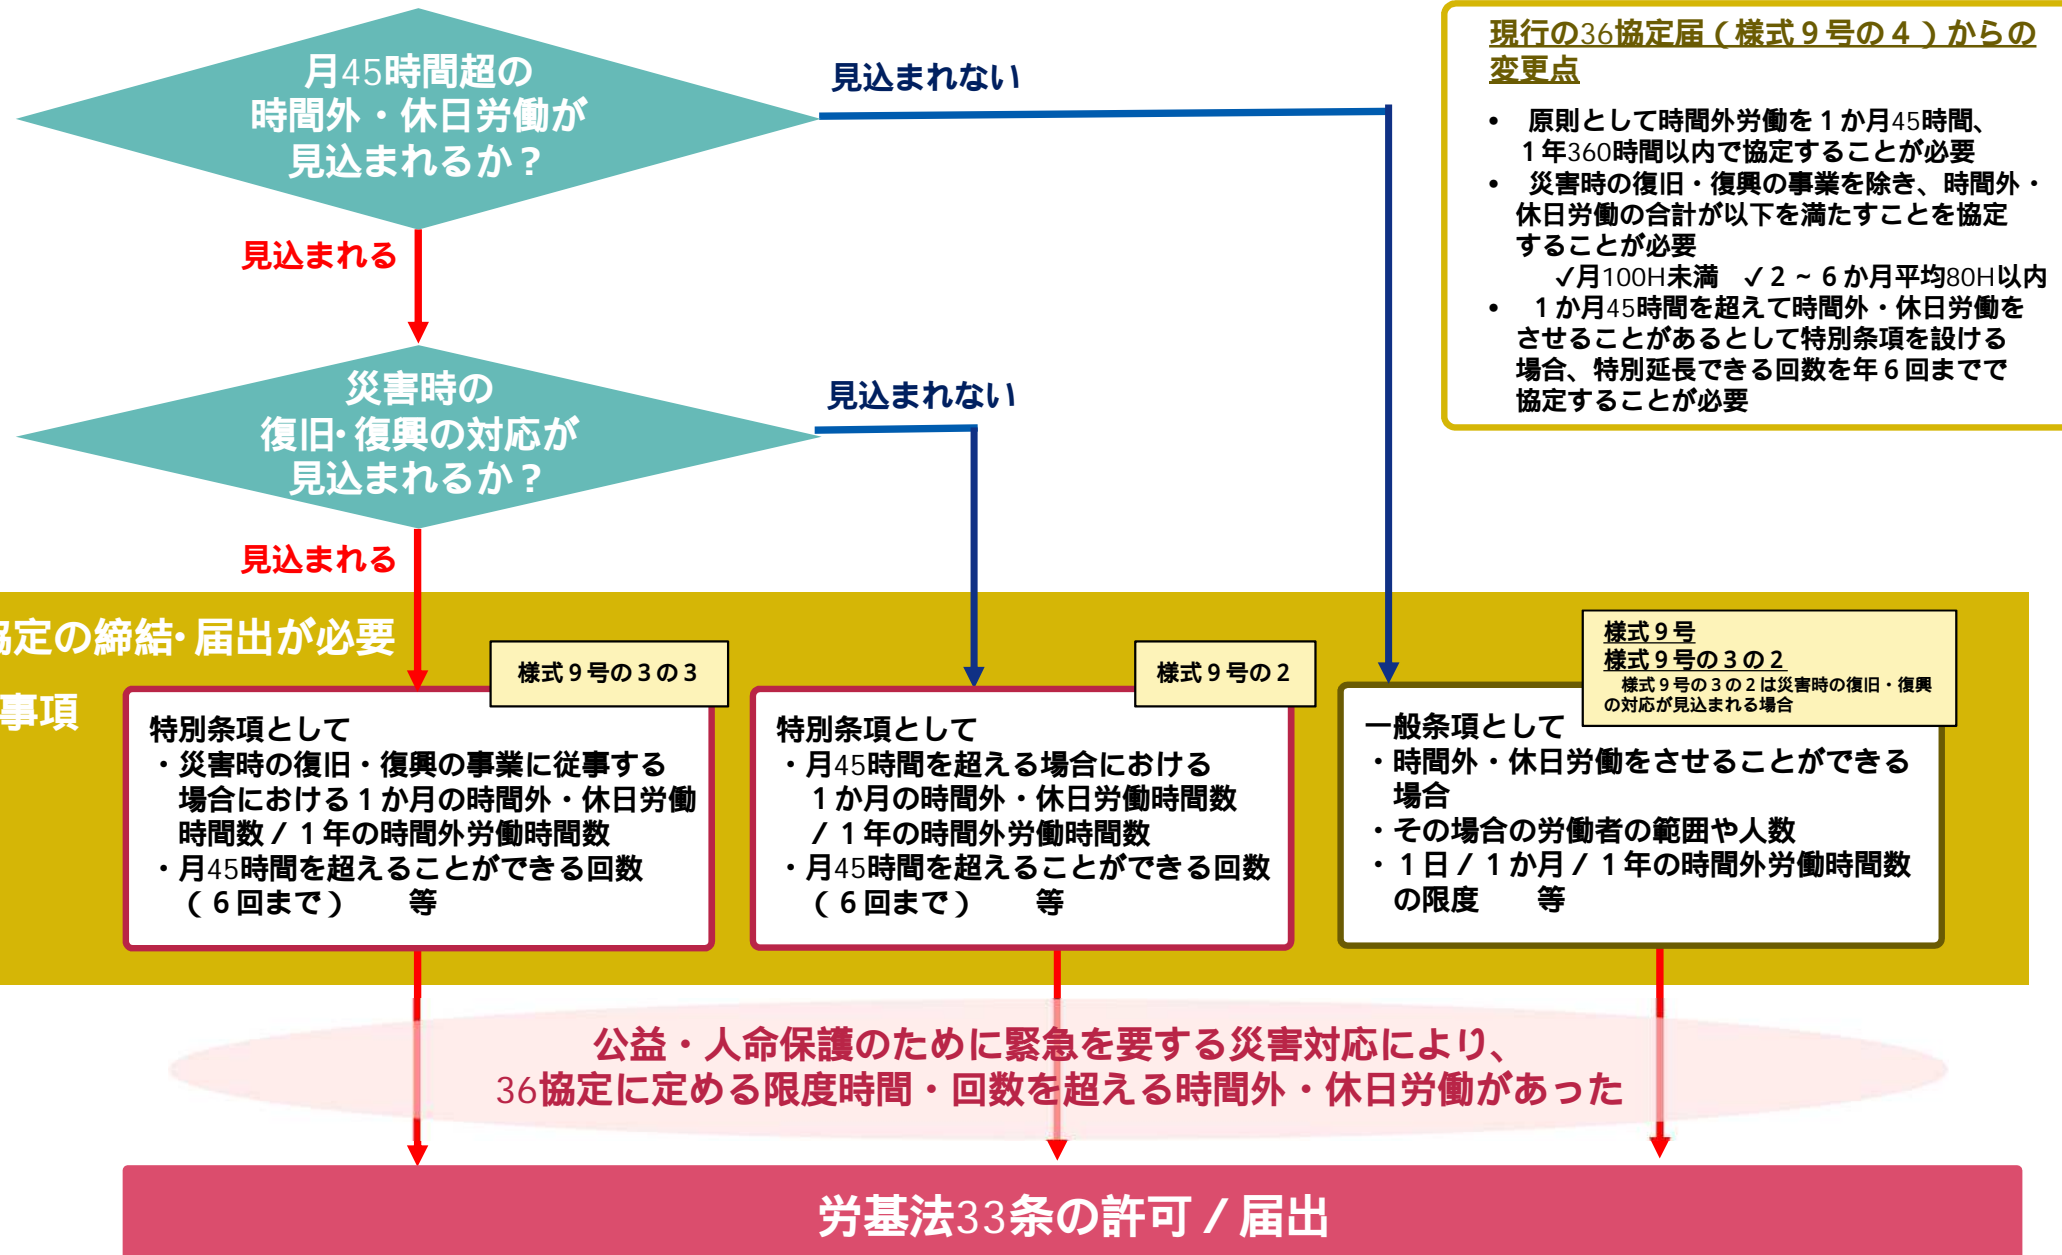 月45時間超の
時間外・休日労働が
見込まれるか？
見込まれない
見込まれる
現行の36協定届（様式９号の４）からの
変更点
• 原則として時間外労働を１か月45時間、
１年360時間以内で協定することが必要
• 災害時の復旧・復興の事業を除き、時間外・
休日労働の合計が以下を満たすことを協定
することが必要
✓月100H未満 ✓２~６か月平均80H以内
• １か月45時間を超えて時間外・休日労働を
させることがあるとして特別条項を設ける
場合、特別延長できる回数を年６回までで
協定することが必要
災害時の
復旧・復興の対応が
見込まれるか？
見込まれない
見込まれる
協定の締結・届出が必要
事項
様式９号の３の３
特別条項として
・災害時の復旧・復興の事業に従事する
場合における１か月の時間外・休日労働
時間数／１年の時間外労働時間数
・月45時間を超えることができる回数
（６回まで） 等
様式９号の２
特別条項として
・月45時間を超える場合における
１か月の時間外・休日労働時間数
／１年の時間外労働時間数
・月45時間を超えることができる回数
（６回まで） 等
様式９号
様式９号の３の２
様式９号の３の２は災害時の復旧・復興
の対応が見込まれる場合
一般条項として
・時間外・休日労働をさせることができる
場合
・その場合の労働者の範囲や人数
・１日／１か月／１年の時間外労働時間数
の限度 等
公益・人命保護のために緊急を要する災害対応により、
36協定に定める限度時間・回数を超える時間外・休日労働があった
労基法33条の許可／届出